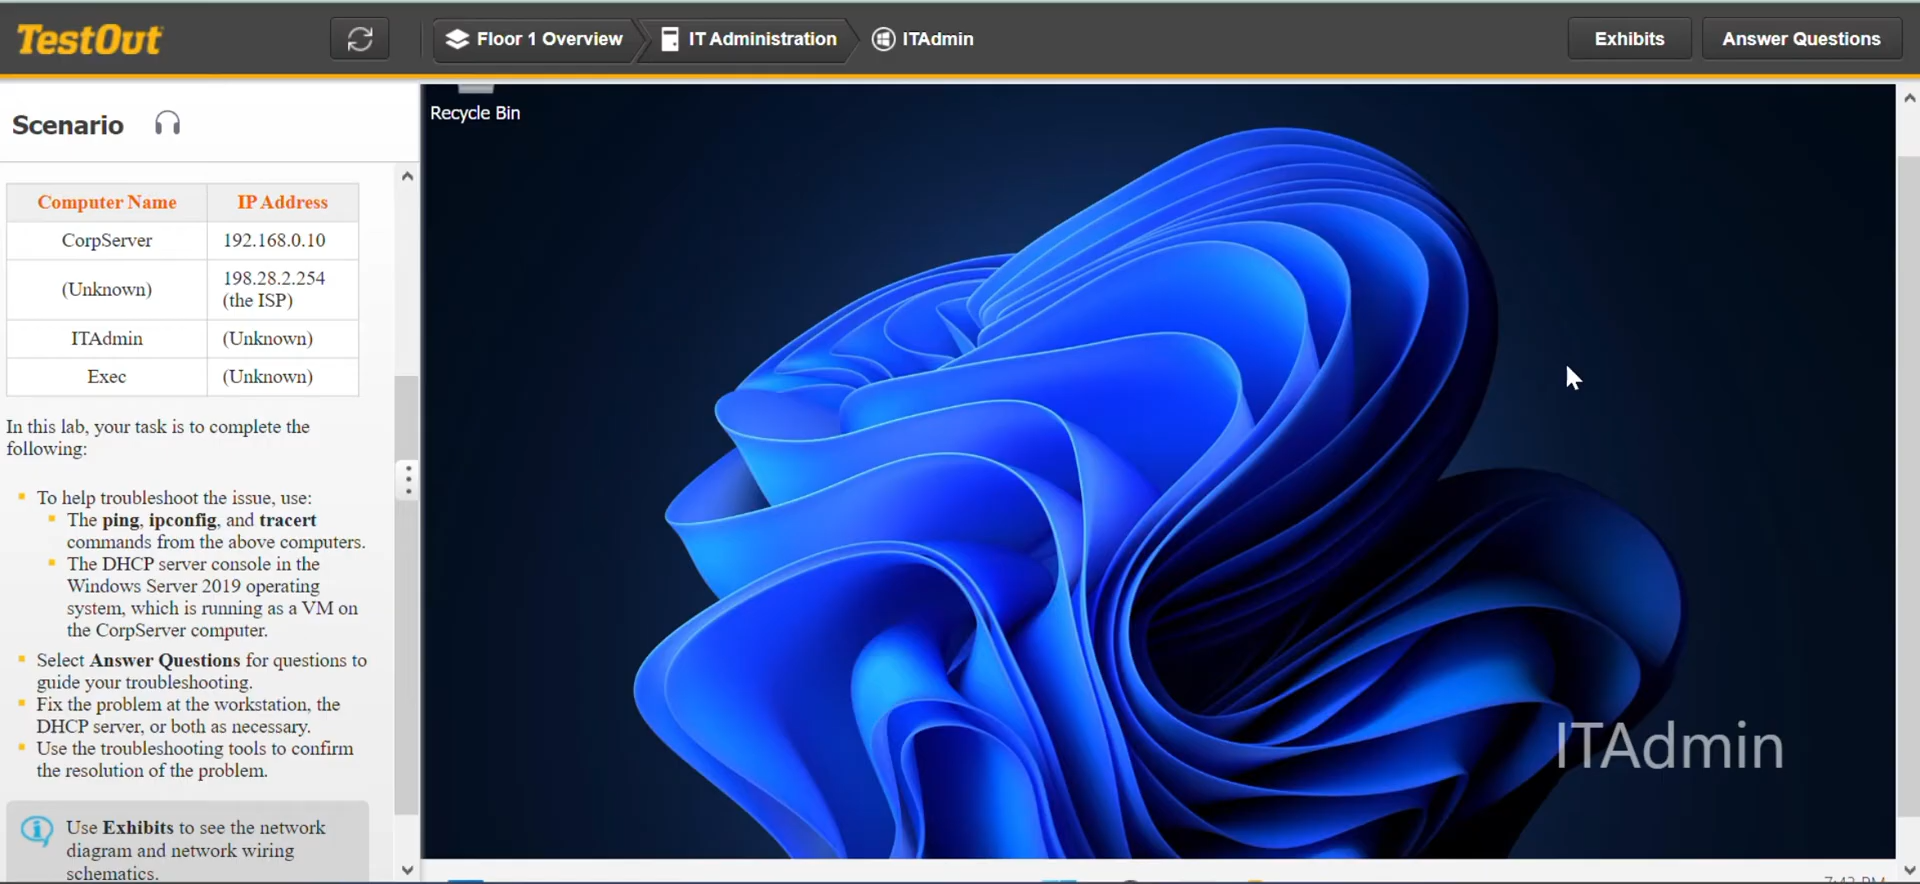 TestOut
Floor 1 Overview
IT Administration
ITAdmin
Exhibits
Answer Questions
Scenario
Computer Name IP Address
CorpServer 192.168.0.10
(Unknown) 198.28.2.254
(the ISP)
ITAdmin (Unknown)
Exec (Unknown)
In this lab, your task is to complete the
following:
To help troubleshoot the issue, use:
The ping, ipconfig, and tracert
commands from the above computers.
The DHCP server console in the
Windows Server 2019 operating
system, which is running as a VM on
the CorpServer computer.
Select Answer Questions for questions to
guide your troubleshooting.
Fix the problem at the workstation, the
DHCP server, or both as necessary.
Use the troubleshooting tools to confirm
the resolution of the problem.
Use Exhibits to see the network
diagram and network wiring
schematics.
Recycle Bin
ITAdmin